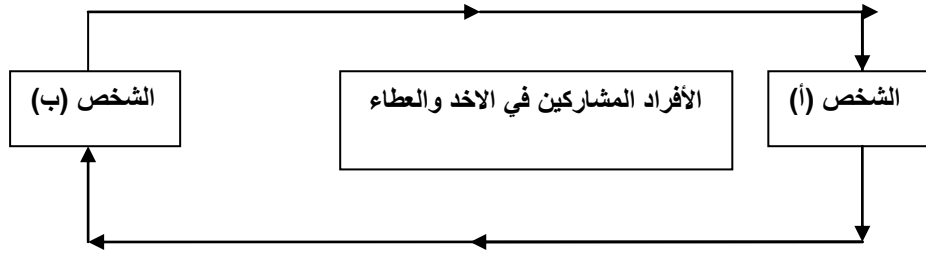 الشخص (أ)
الأفراد المشاركين في الاخد والعطاء
الشخص (ب)